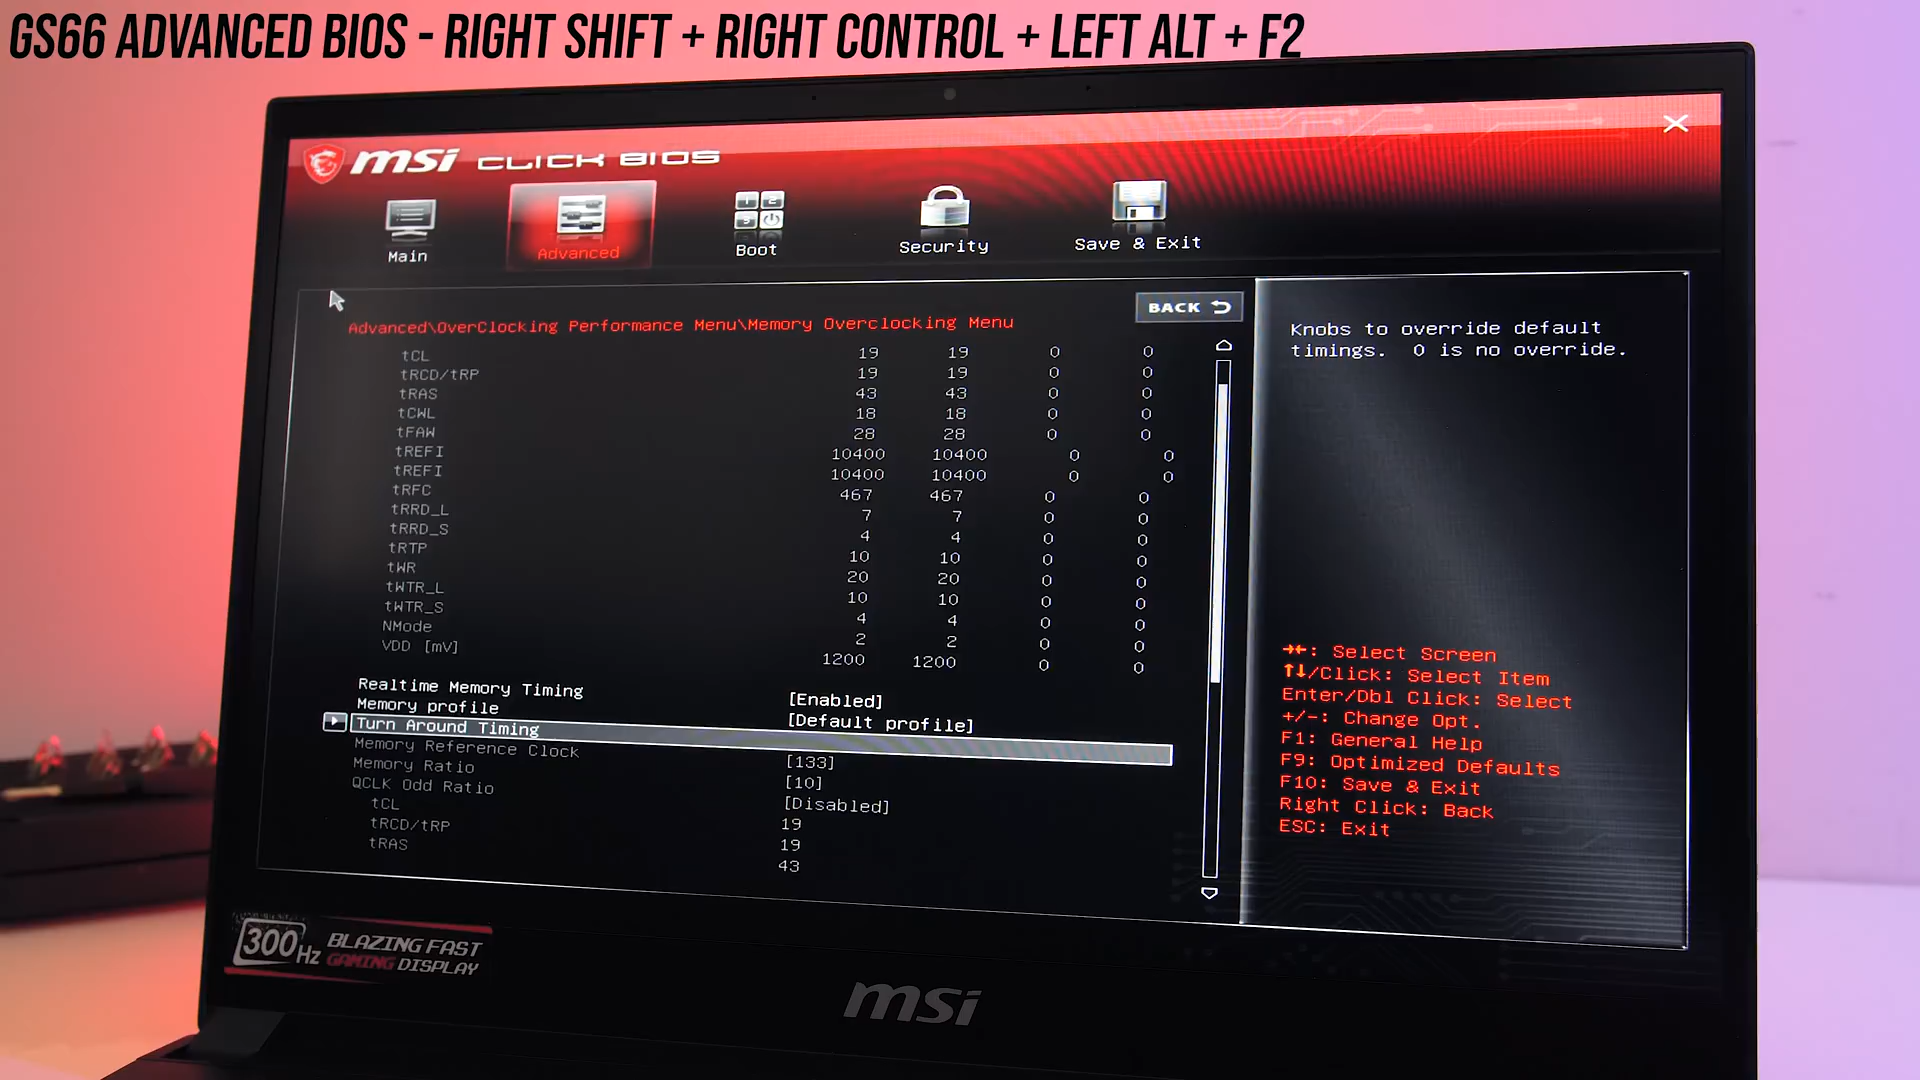 GS66 ADVANCED BIOS - RIGHT SHIFT + RIGHT CONTROL + LEFT ALT + F2
msi CLICK BIOS
Main
Advanced
Boot
Security
Save & Exit
BACK
Advanced\OverClocking Performance Menu\Memory Overclocking Menu
tCL 19 19 0 0
tRCD/tRP 19 19 0 0
tRAS 43 43 0 0
tCWL 18 18 0 0
tFAW 28 28 0 0
tREFI 10400 10400 0 0
tREFI 10400 10400 0 0
tRFC 467 467 0 0
tRRD_L 7 7 0 0
tRRD_S 4 4 0 0
tRTP 10 10 0 0
tWR 20 20 0 0
tWTR_L 10 10 0 0
tWTR_S 4 4 0 0
NMode 2 2 0 0
VDD [mV] 1200 1200 0 0
Realtime Memory Timing [Enabled]
Memory profile [Default profile]
Turn Around Timing
Memory Reference Clock [133]
Memory Ratio [10]
QCLK Odd Ratio [Disabled]
tCL 19
tRCD/tRP 19
tRAS 43
Knobs to override default
timings. 0 is no override.
→←: Select Screen
↑↓/Click: Select Item
Enter/Dbl Click: Select
+/-: Change Opt.
F1: General Help
F9: Optimized Defaults
F10: Save & Exit
Right Click: Back
ESC: Exit
300Hz BLAZING FAST
GAMING DISPLAY
msi